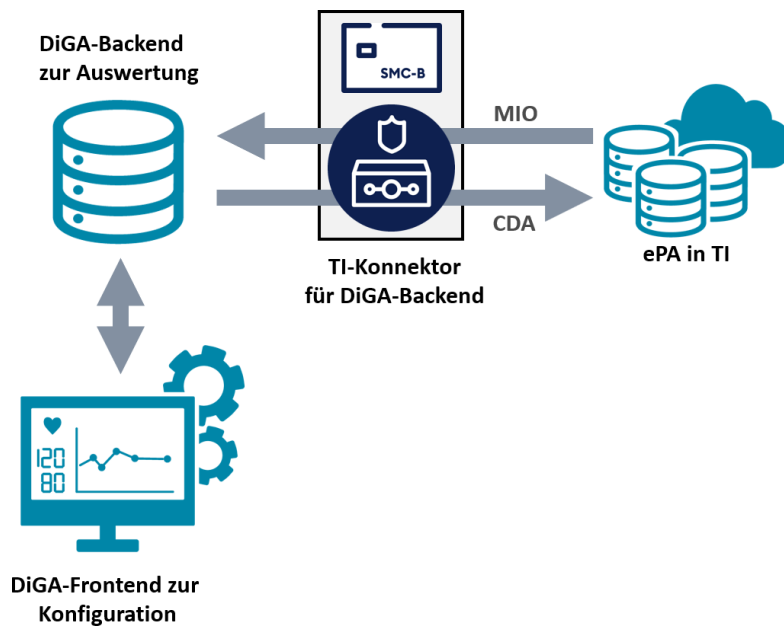 DiGA-Backend
zur Auswertung
SMC-B
MIO
CDA
ePA in TI
TI-Konnektor
für DiGA-Backend
120
80
DiGA-Frontend zur
Konfiguration